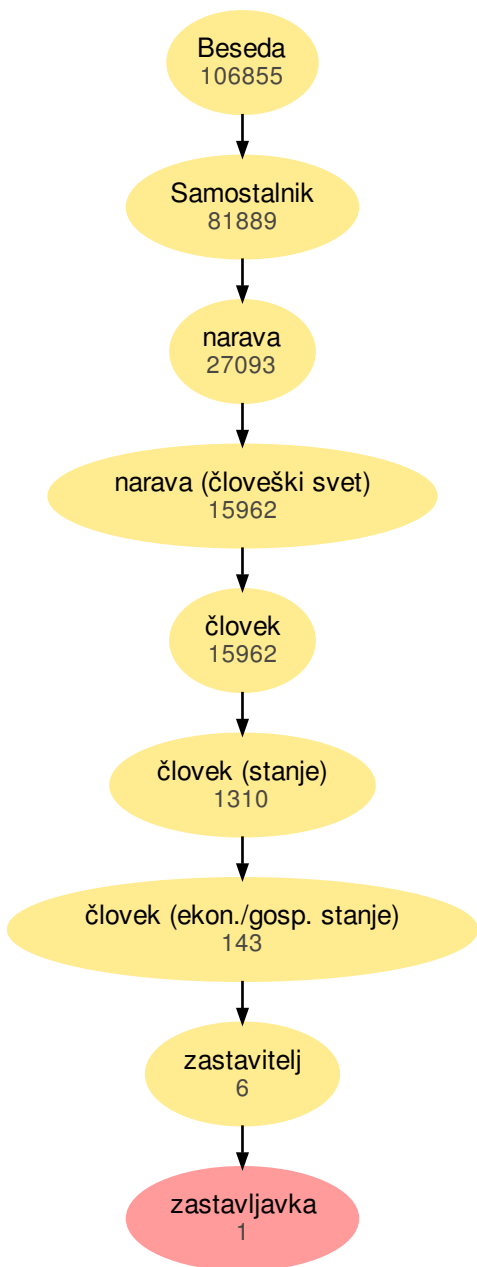 Beseda
106855
Samostalnik
81889
narava
27093
narava (človeški svet)
15962
človek
15962
človek (stanje)
1310
človek (ekon./gosp. stanje)
143
zastavitelj
6
zastavljavka
1